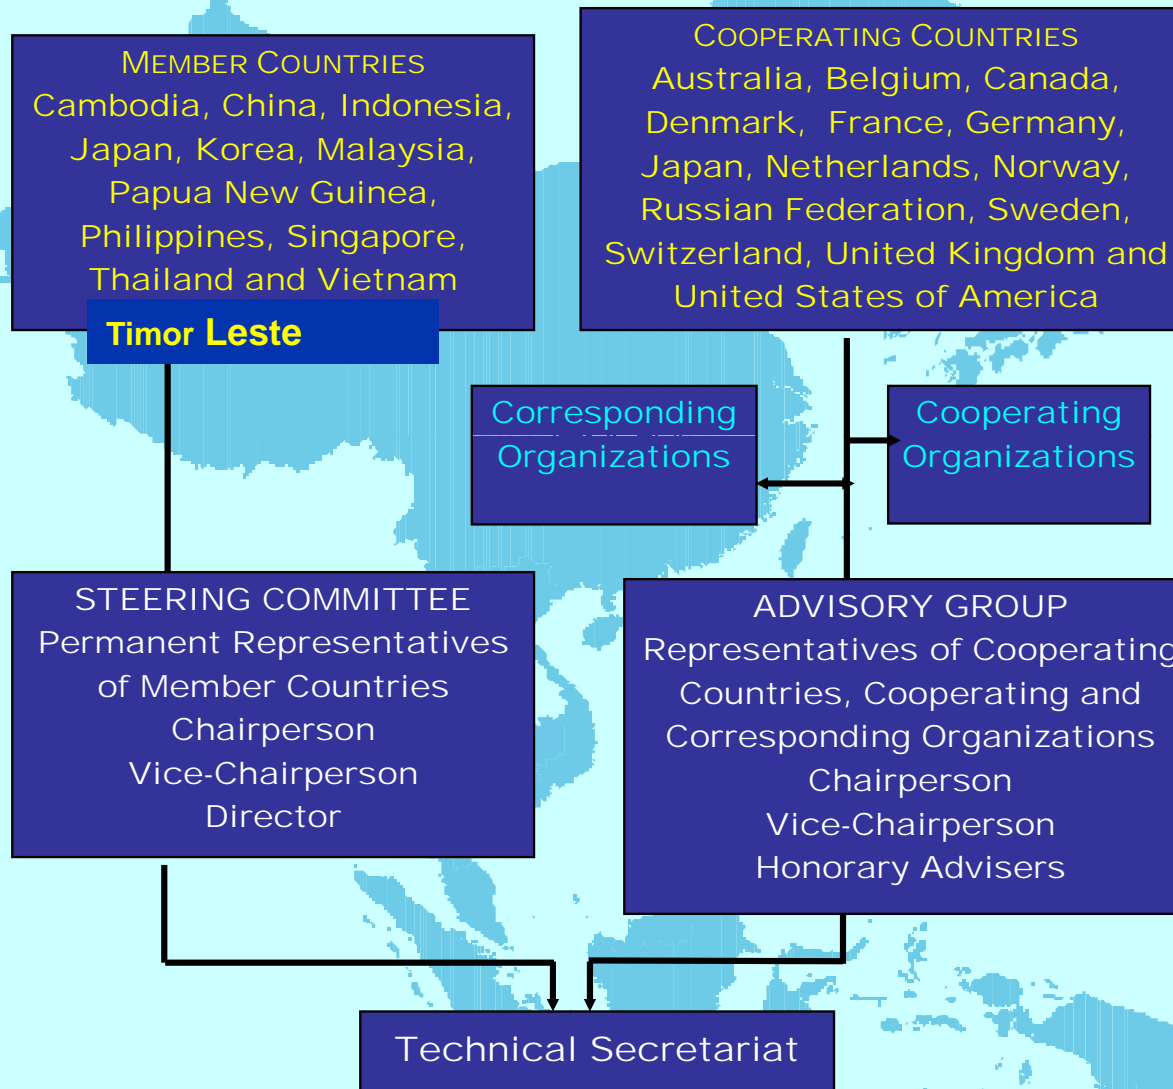 MEMBER COUNTRIES
Cambodia, China, Indonesia,
Japan, Korea, Malaysia,
Papua New Guinea,
Philippines, Singapore,
Thailand and Vietnam
Timor Leste
COOPERATING COUNTRIES
Australia, Belgium, Canada,
Denmark, France, Germany,
Japan, Netherlands, Norway,
Russian Federation, Sweden,
Switzerland, United Kingdom and
United States of America
Corresponding
Organizations
Cooperating
Organizations
STEERING COMMITTEE
Permanent Representatives
of Member Countries
Chairperson
Vice-Chairperson
Director
ADVISORY GROUP
Representatives of Cooperating
Countries, Cooperating and
Corresponding Organizations
Chairperson
Vice-Chairperson
Honorary Advisers
Technical Secretariat